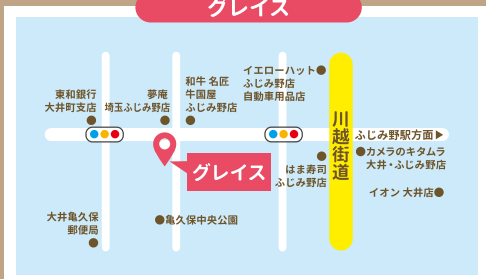 グレイス
東和銀行
大井町支店
夢庵
埼玉ふじみ野店
和牛 名匠
牛国屋
ふじみ野店
イエローハット
ふじみ野店
自動車用品店
川越街道
ふじみ野駅方面▶
カメラのキタムラ
大井・ふじみ野店
はま寿司
ふじみ野店
グレイス
イオン 大井店
大井亀久保
郵便局
亀久保中央公園